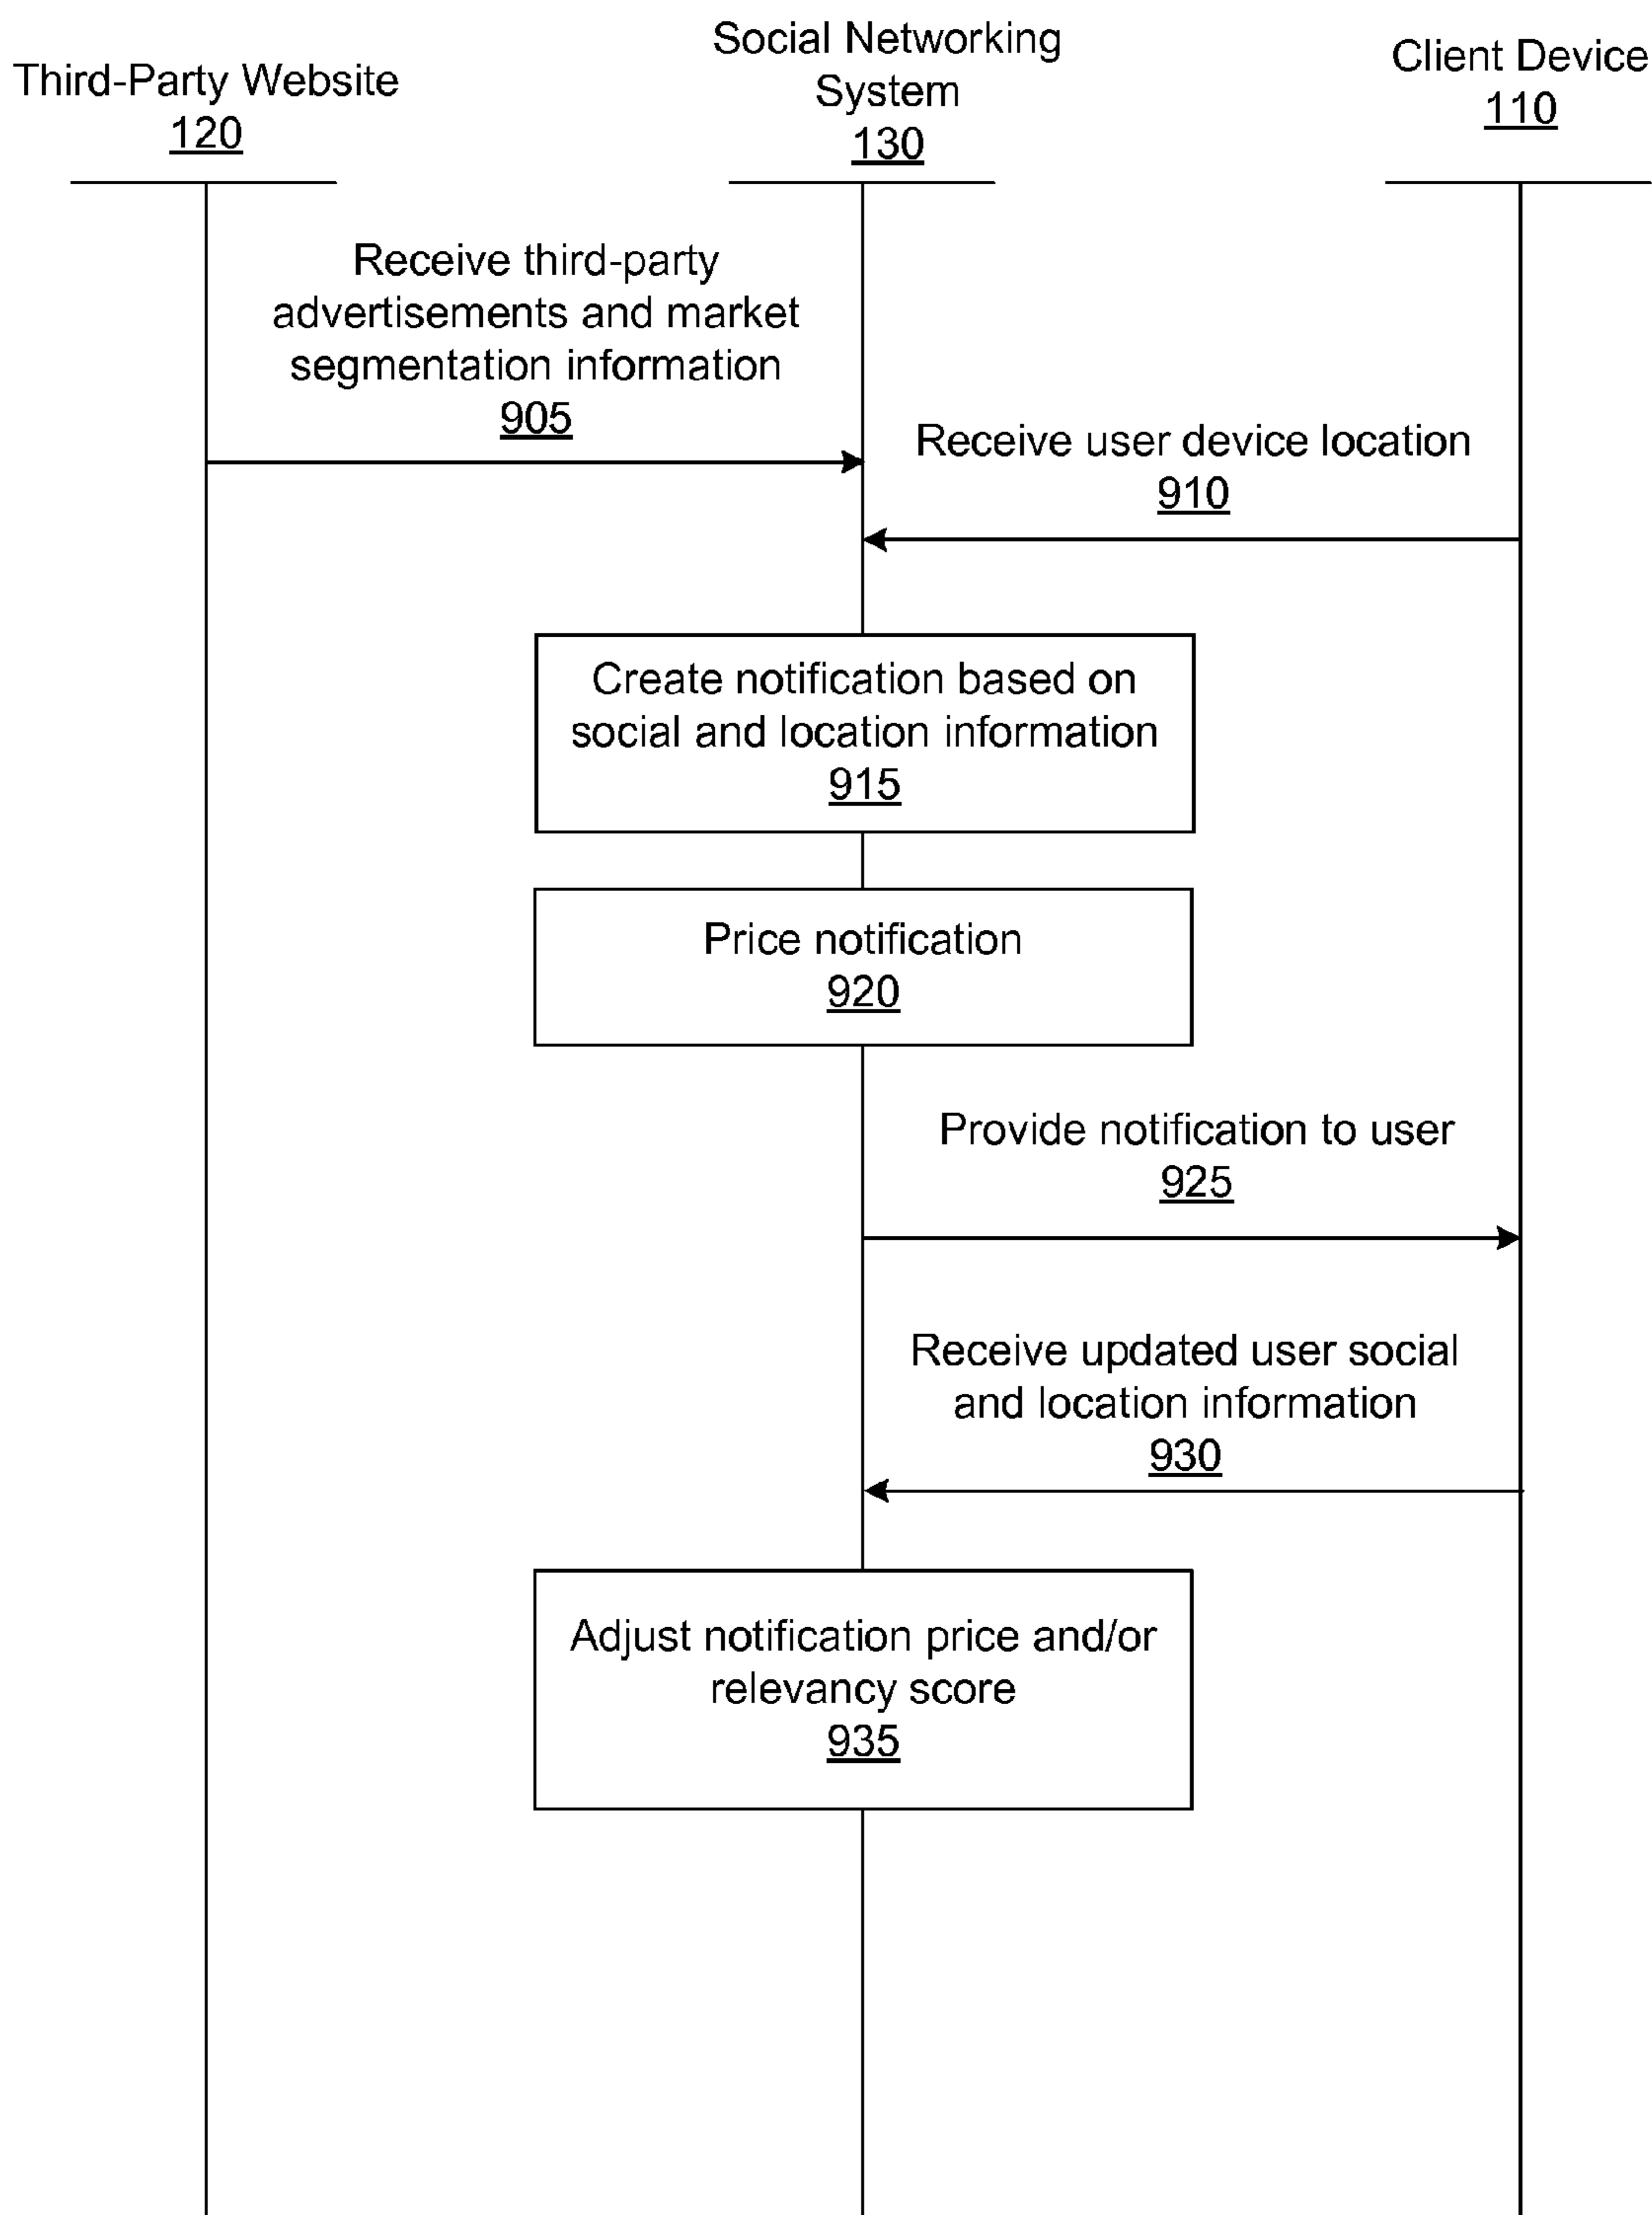 Third-Party Website
120
Social Networking
System
130
Client Device
110
Receive third-party
advertisements and market
segmentation information
905
Receive user device location
910
Create notification based on
social and location information
915
Price notification
920
Provide notification to user
925
Receive updated user social
and location information
930
Adjust notification price and/or
relevancy score
935